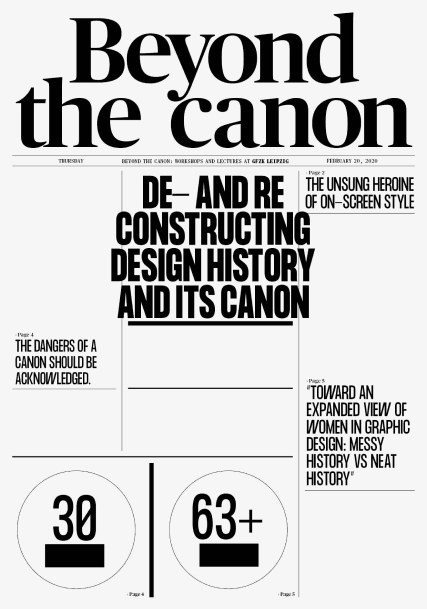 Beyond
the canon
THURSDAY
BEYOND THE CANON: WORKSHOPS AND LECTURES AT GFZK LEIPZIG
FEBRUARY 20, 2020
DE— AND RE
CONSTRUCTING
DESIGN HISTORY
AND ITS CANON
Page 2
THE UNSUNG HEROINE
OF ON—SCREEN STYLE
Page 4
THE DANGERS OF A
CANON SHOULD BE
ACKNOWLEDGED.
Page 5
"TOWARD AN
EXPANDED VIEW OF
WOMEN IN GRAPHIC
DESIGN: MESSY
HISTORY VS NEAT
HISTORY"
30
Page 4
63+
Page 5